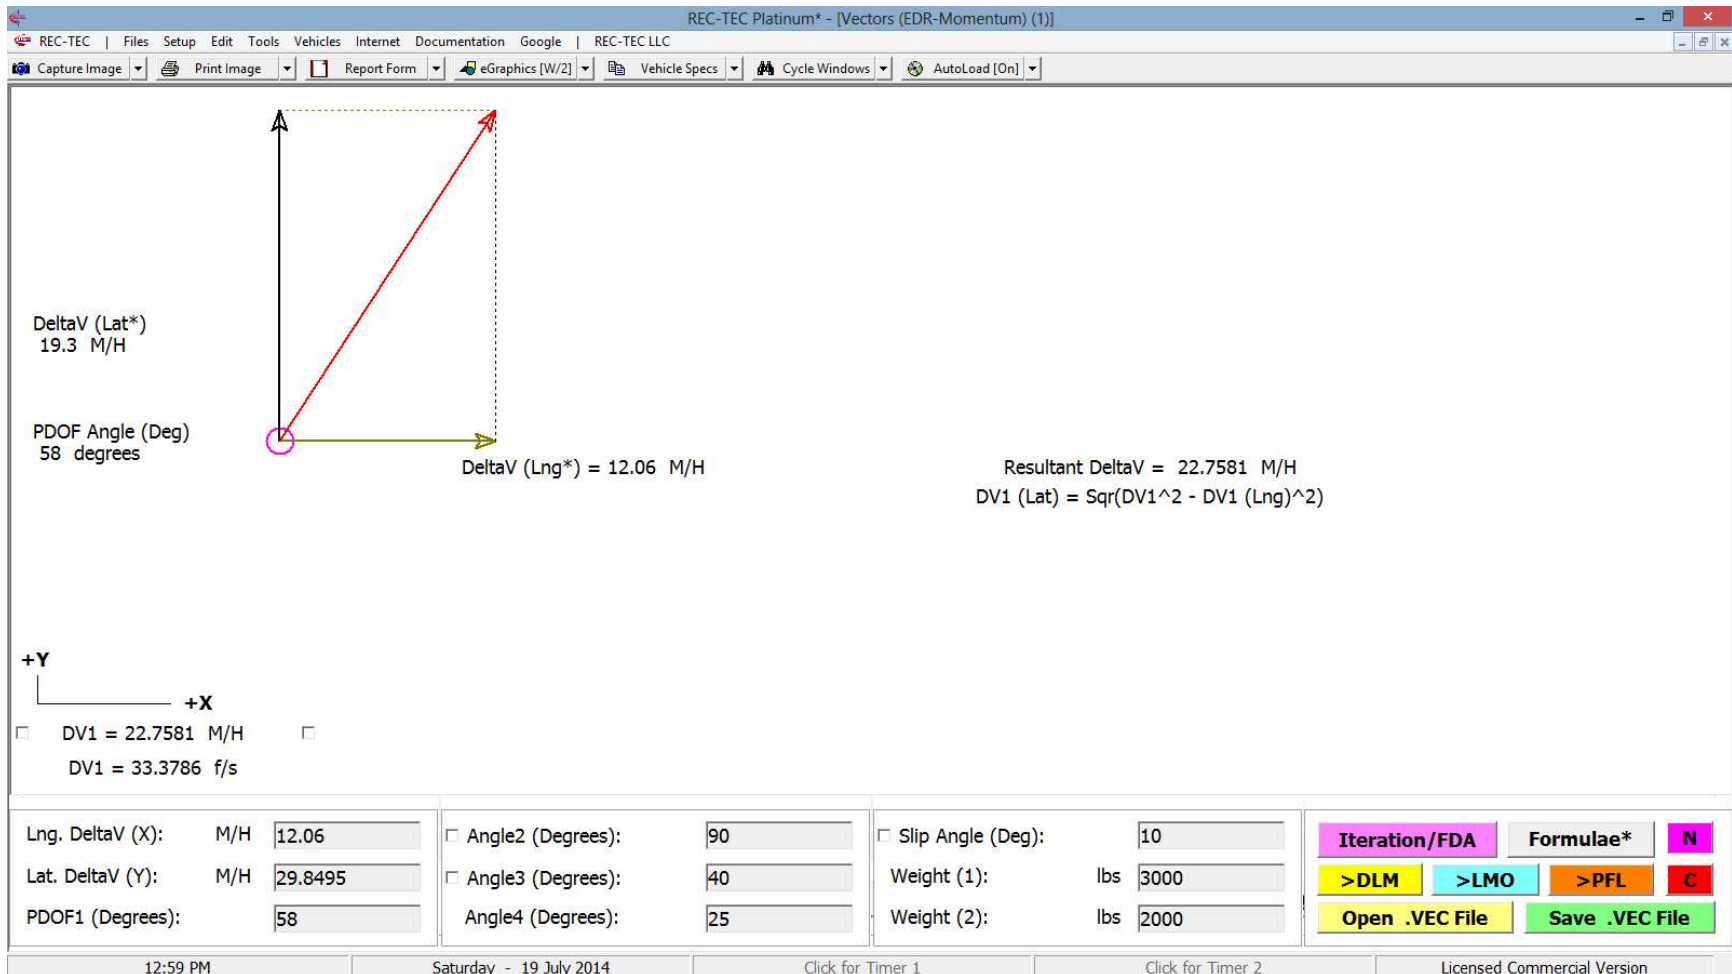 REC-TEC Platinum* - [Vectors (EDR-Momentum) (1)]
REC-TEC | Files Setup Edit Tools Vehicles Internet Documentation Google | REC-TEC LLC
Capture Image Print Image Report Form eGraphics [W/2] Vehicle Specs Cycle Windows AutoLoad [On]
DeltaV (Lat*)
19.3 M/H
PDOF Angle (Deg)
58 degrees
DeltaV (Lng*) = 12.06 M/H
Resultant DeltaV = 22.7581 M/H
DV1 (Lat) = Sqr(DV1^2 - DV1 (Lng)^2)
+Y
+X
DV1 = 22.7581 M/H
DV1 = 33.3786 f/s
Lng. DeltaV (X): M/H 12.06
Lat. DeltaV (Y): M/H 29.8495
PDOF1 (Degrees): 58
Angle2 (Degrees): 90
Angle3 (Degrees): 40
Angle4 (Degrees): 25
Slip Angle (Deg): 10
Weight (1): lbs 3000
Weight (2): lbs 2000
Iteration/FDA Formulae* N
>DLM >LMO >PFL C
Open .VEC File Save .VEC File
12:59 PM Saturday - 19 July 2014 Click for Timer 1 Click for Timer 2 Licensed Commercial Version